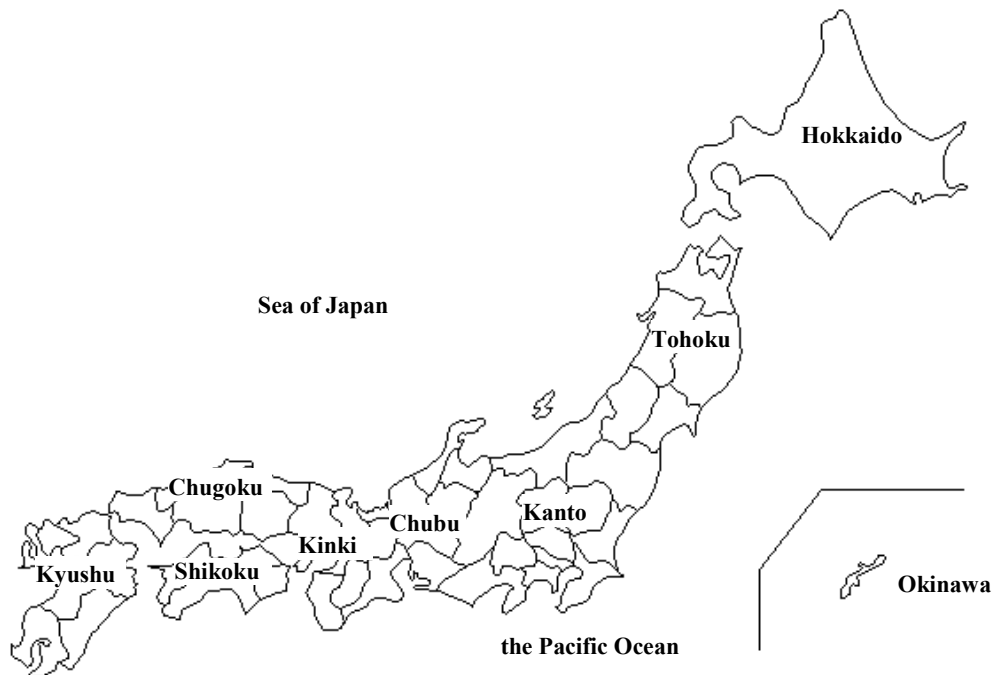 Hokkaido
Sea of Japan
Tohoku
Chugoku
Chubu
Kanto
Kinki
Kyushu
Shikoku
Okinawa
the Pacific Ocean